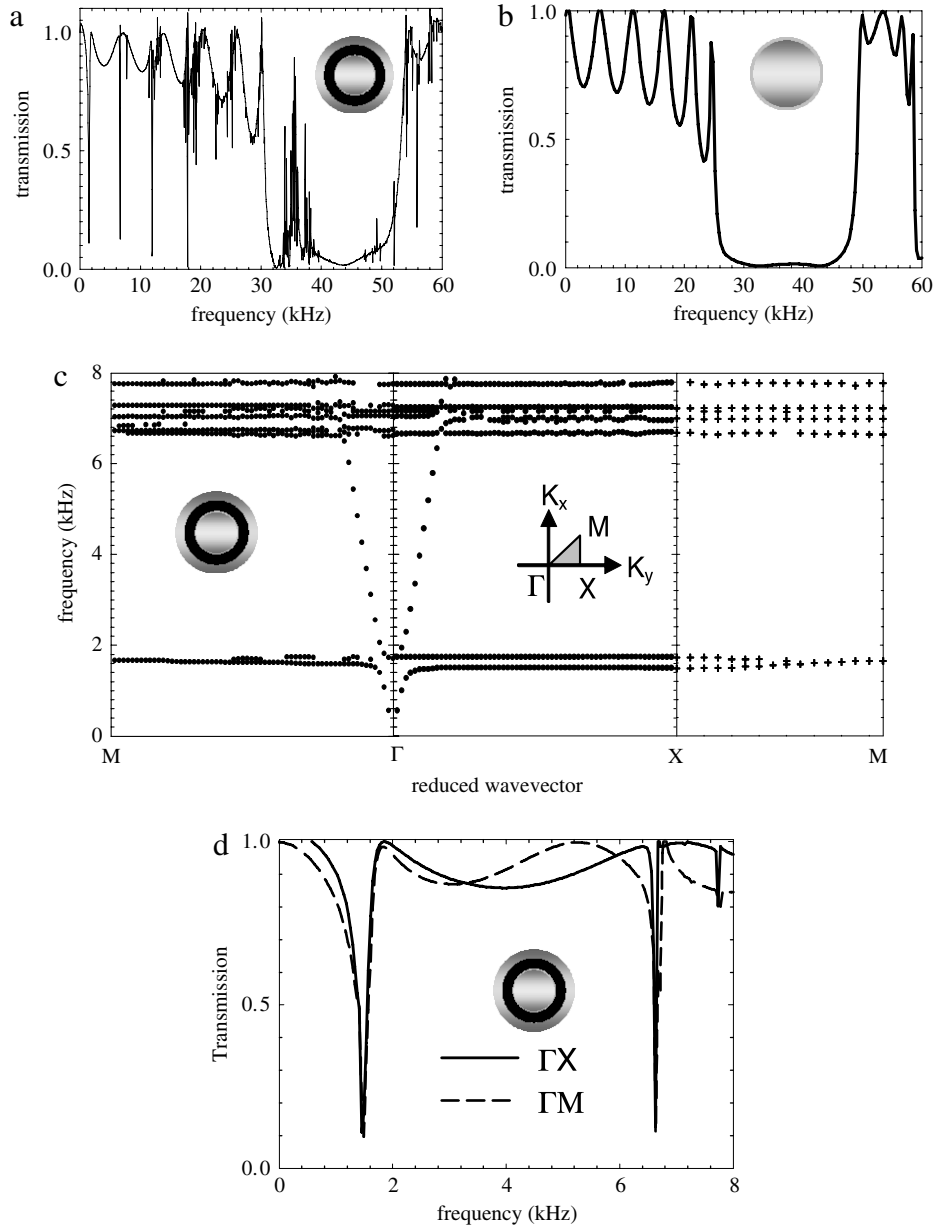 a
transmission
1.0
0.5
0.0
0 10 20 30 40 50 60
frequency (kHz)
b
transmission
1.0
0.5
0.0
0 10 20 30 40 50 60
frequency (kHz)
c
frequency (kHz)
8
6
4
2
0
K x
M
Γ
X
K y
M Γ X M
reduced wavevector
d
Transmission
1.0
0.5
0.0
ΓX
ΓM
0 2 4 6 8
frequency (kHz)